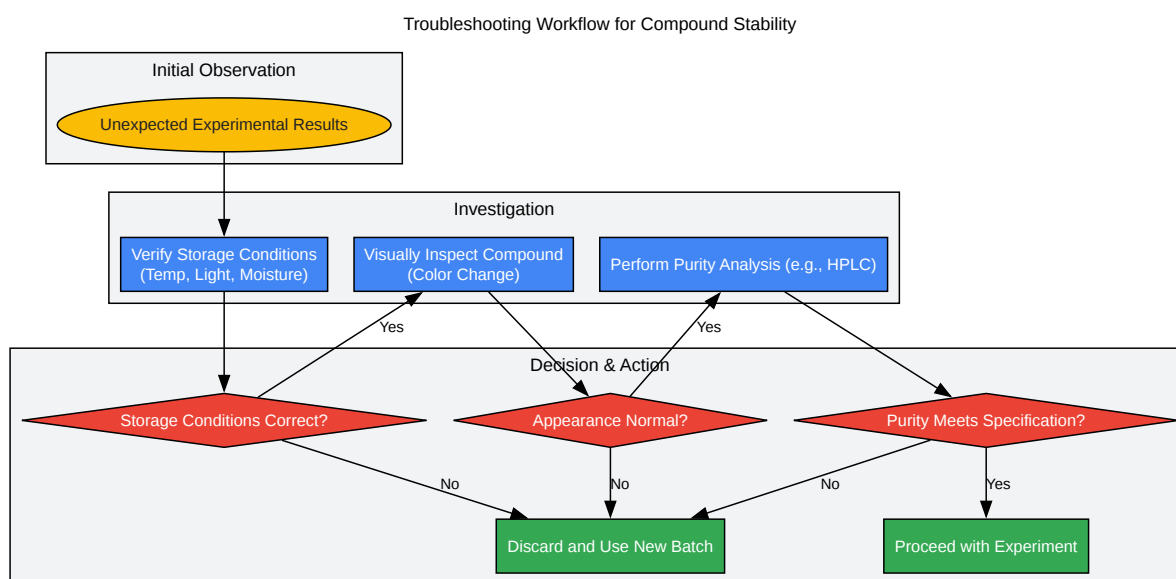 Troubleshooting Workflow for Compound Stability
Initial Observation
Unexpected Experimental Results
Investigation
Verify Storage Conditions
(Temp, Light, Moisture)
Visually Inspect Compound
(Color Change)
Perform Purity Analysis (e.g., HPLC)
Yes
Yes
Decision & Action
Storage Conditions Correct?
Appearance Normal?
Purity Meets Specification?
No
No
No
Yes
Discard and Use New Batch
Proceed with Experiment